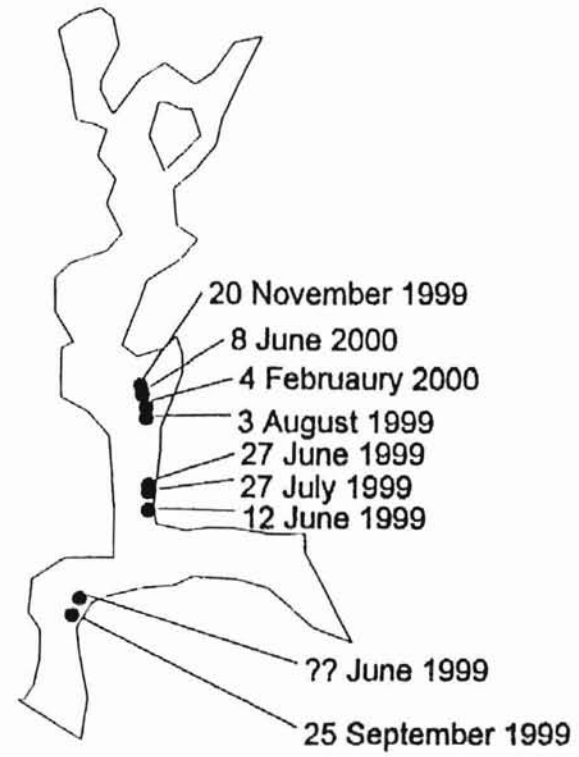 20 November 1999
8 June 2000
4 Februaury 2000
3 August 1999
27 June 1999
27 July 1999
12 June 1999
?? June 1999
25 September 1999